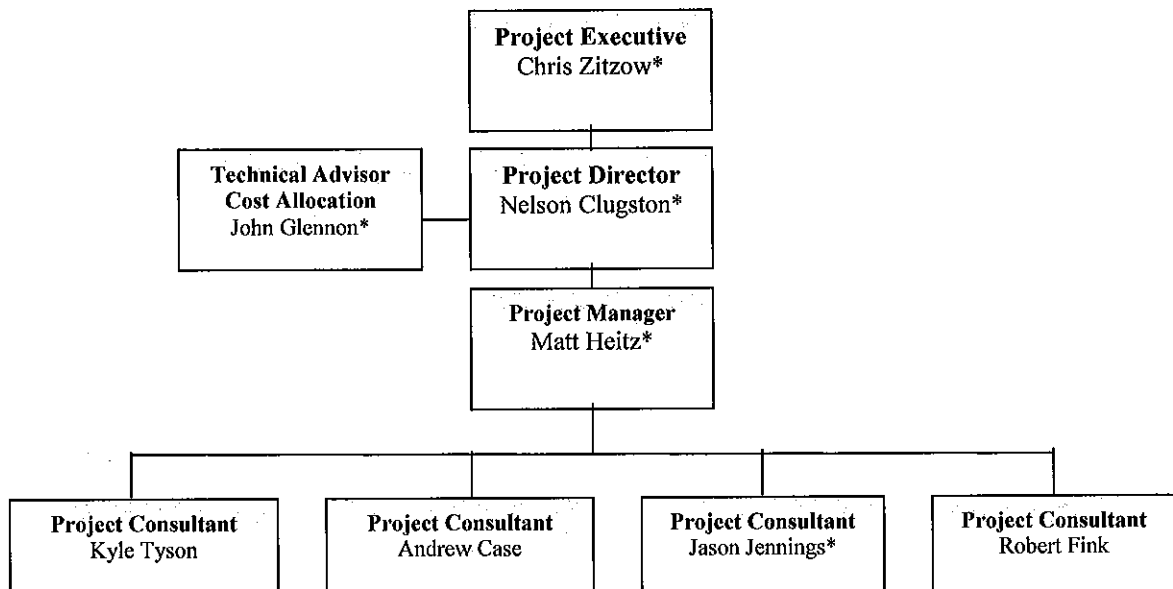 Project Executive
Chris Zitzow*
Technical Advisor
Cost Allocation
John Glennon*
Project Director
Nelson Clugston*
Project Manager
Matt Heitz*
Project Consultant
Kyle Tyson
Project Consultant
Andrew Case
Project Consultant
Jason Jennings*
Project Consultant
Robert Fink